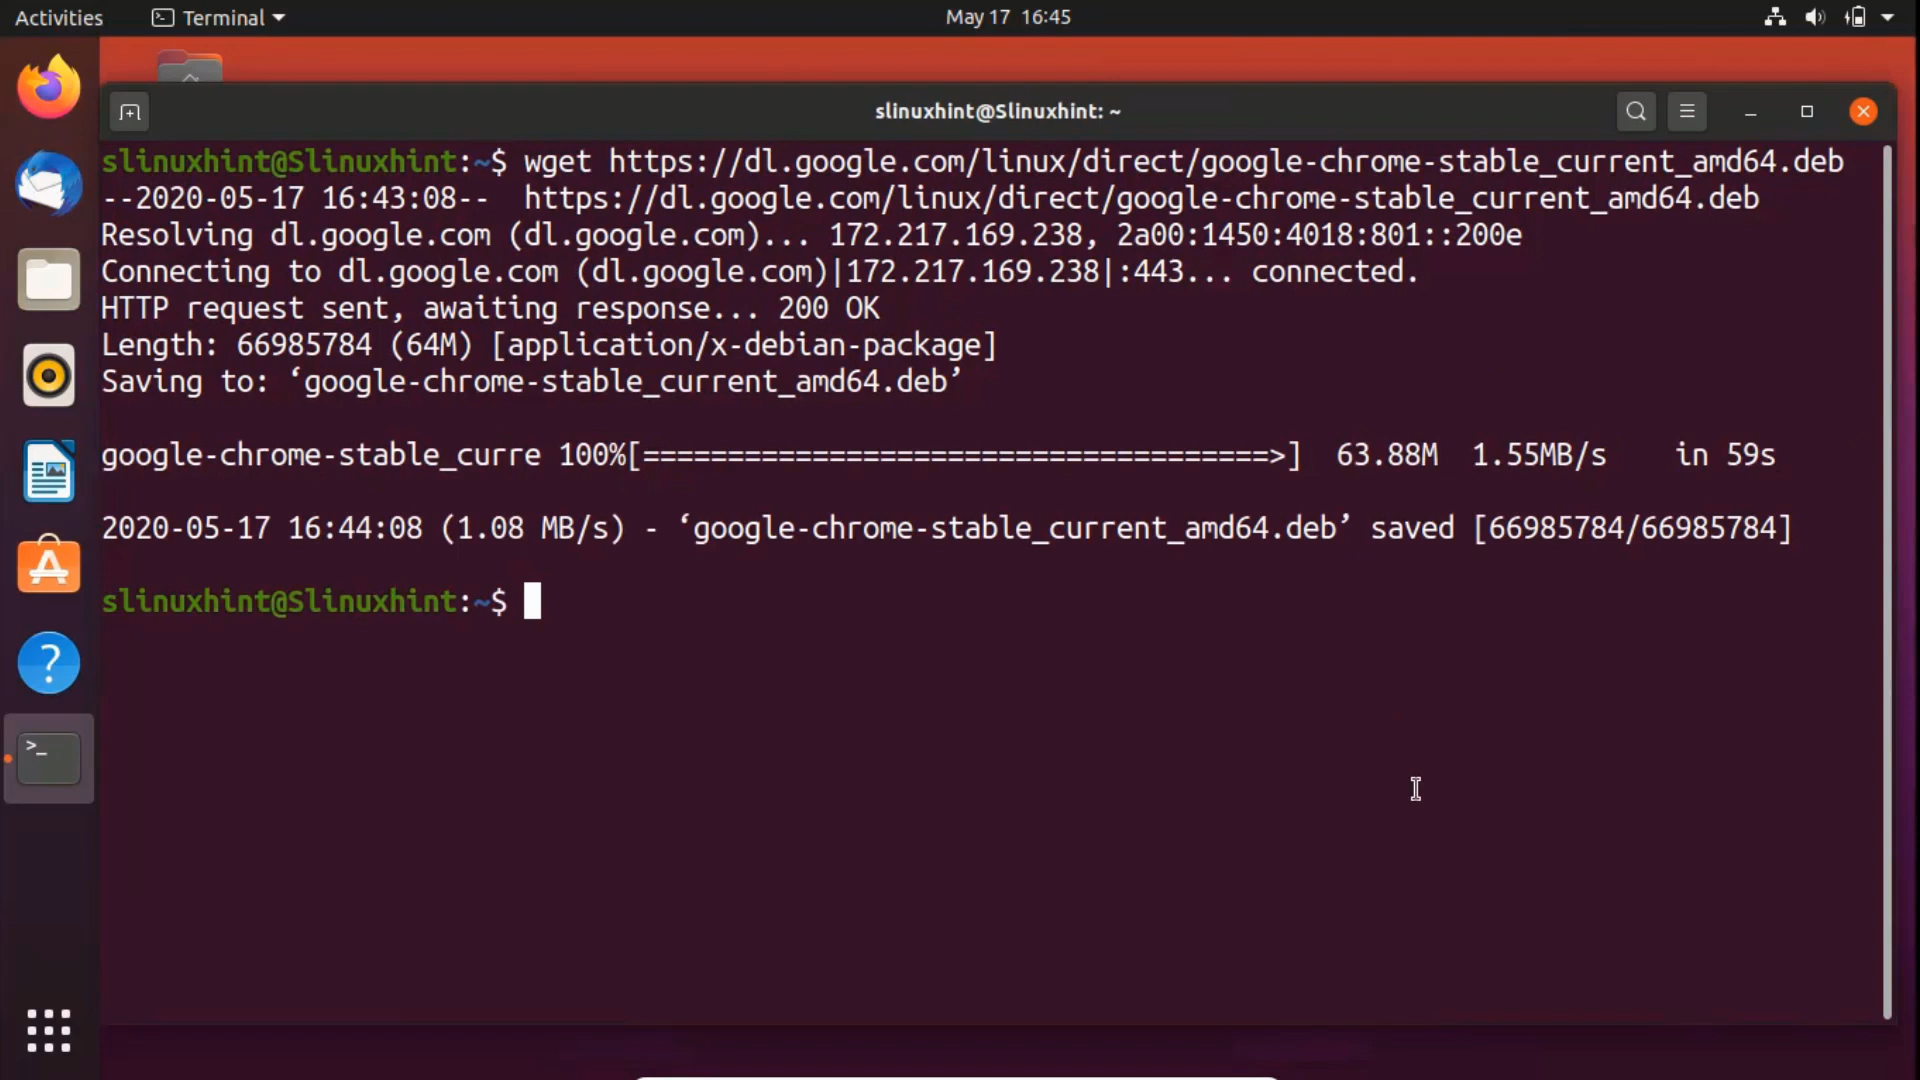 Activities Terminal May 17 16:45
slinuxhint@Slinuxhint: ~
slinuxhint@Slinuxhint:~$ wget https://dl.google.com/linux/direct/google-chrome-stable_current_amd64.deb
--2020-05-17 16:43:08--  https://dl.google.com/linux/direct/google-chrome-stable_current_amd64.deb
Resolving dl.google.com (dl.google.com)... 172.217.169.238, 2a00:1450:4018:801::200e
Connecting to dl.google.com (dl.google.com)|172.217.169.238|:443... connected.
HTTP request sent, awaiting response... 200 OK
Length: 66985784 (64M) [application/x-debian-package]
Saving to: ‘google-chrome-stable_current_amd64.deb’
google-chrome-stable_curre 100%[=====================================>]  63.88M  1.55MB/s    in 59s
2020-05-17 16:44:08 (1.08 MB/s) - ‘google-chrome-stable_current_amd64.deb’ saved [66985784/66985784]
slinuxhint@Slinuxhint:~$